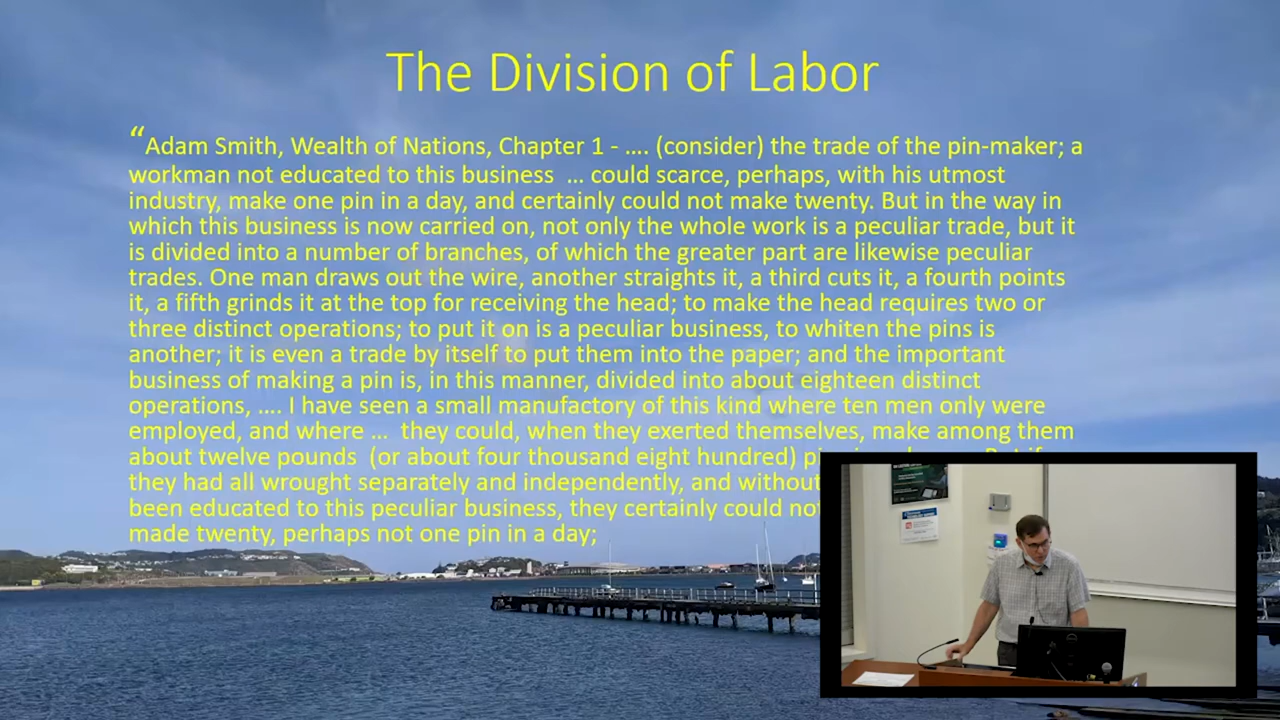 The Division of Labor
“Adam Smith, Wealth of Nations, Chapter 1 - …. (consider) the trade of the pin-maker; a
workman not educated to this business … could scarce, perhaps, with his utmost
industry, make one pin in a day, and certainly could not make twenty. But in the way in
which this business is now carried on, not only the whole work is a peculiar trade, but it
is divided into a number of branches, of which the greater part are likewise peculiar
trades. One man draws out the wire, another straights it, a third cuts it, a fourth points
it, a fifth grinds it at the top for receiving the head; to make the head requires two or
three distinct operations; to put it on is a peculiar business, to whiten the pins is
another; it is even a trade by itself to put them into the paper; and the important
business of making a pin is, in this manner, divided into about eighteen distinct
operations, …. I have seen a small manufactory of this kind where ten men only were
employed, and where … they could, when they exerted themselves, make among them
about twelve pounds (or about four thousand eight hundred)
they had all wrought separately and independently, and without
been educated to this peculiar business, they certainly could
made twenty, perhaps not one pin in a day;